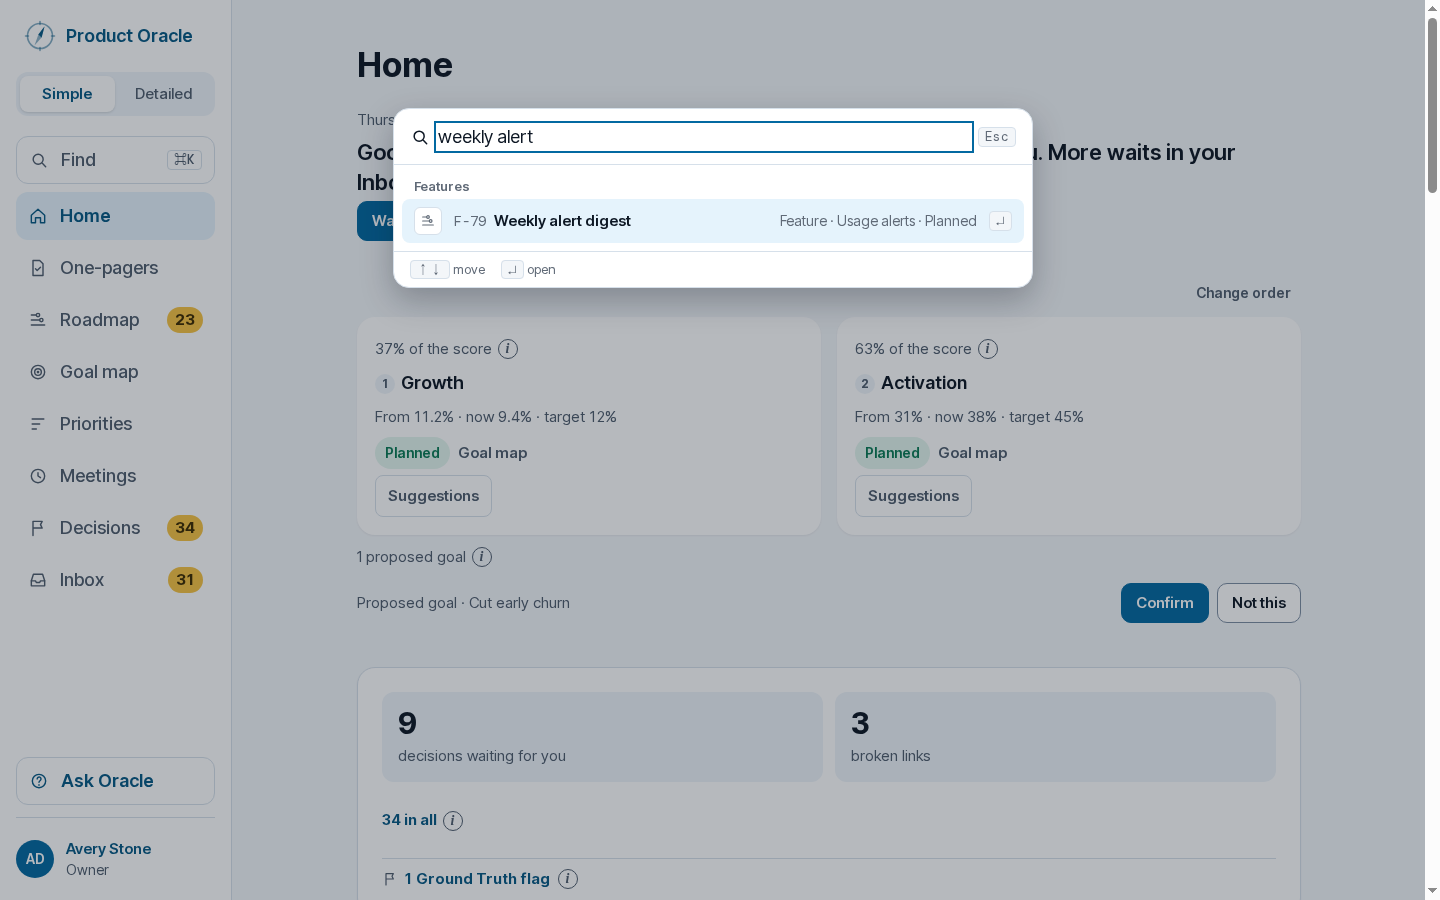 Product Oracle
Simple
Detailed
Find
⌘K
Home
One-pagers
Roadmap
23
Goal map
Priorities
Meetings
Decisions
34
Inbox
31
Ask Oracle
AD
Avery Stone
Owner
Home
weekly alert
Esc
Features
F-79 Weekly alert digest
Feature · Usage alerts · Planned
↑ ↓ move
↵ open
More waits in your
Change order
37% of the score
1 Growth
From 11.2% · now 9.4% · target 12%
Planned
Goal map
Suggestions
63% of the score
2 Activation
From 31% · now 38% · target 45%
Planned
Goal map
Suggestions
1 proposed goal
Proposed goal · Cut early churn
Confirm
Not this
9
decisions waiting for you
3
broken links
34 in all
1 Ground Truth flag